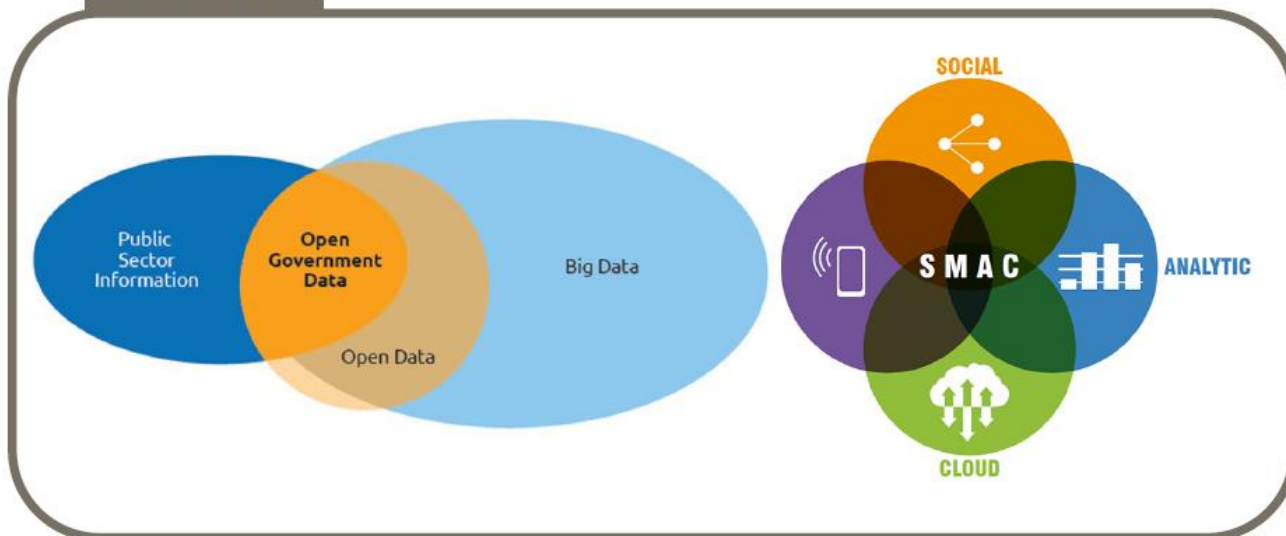 Public
Sector
Information
Open
Government
Data
Open Data
Big Data
SOCIAL
SMAC
ANALYTIC
CLOUD